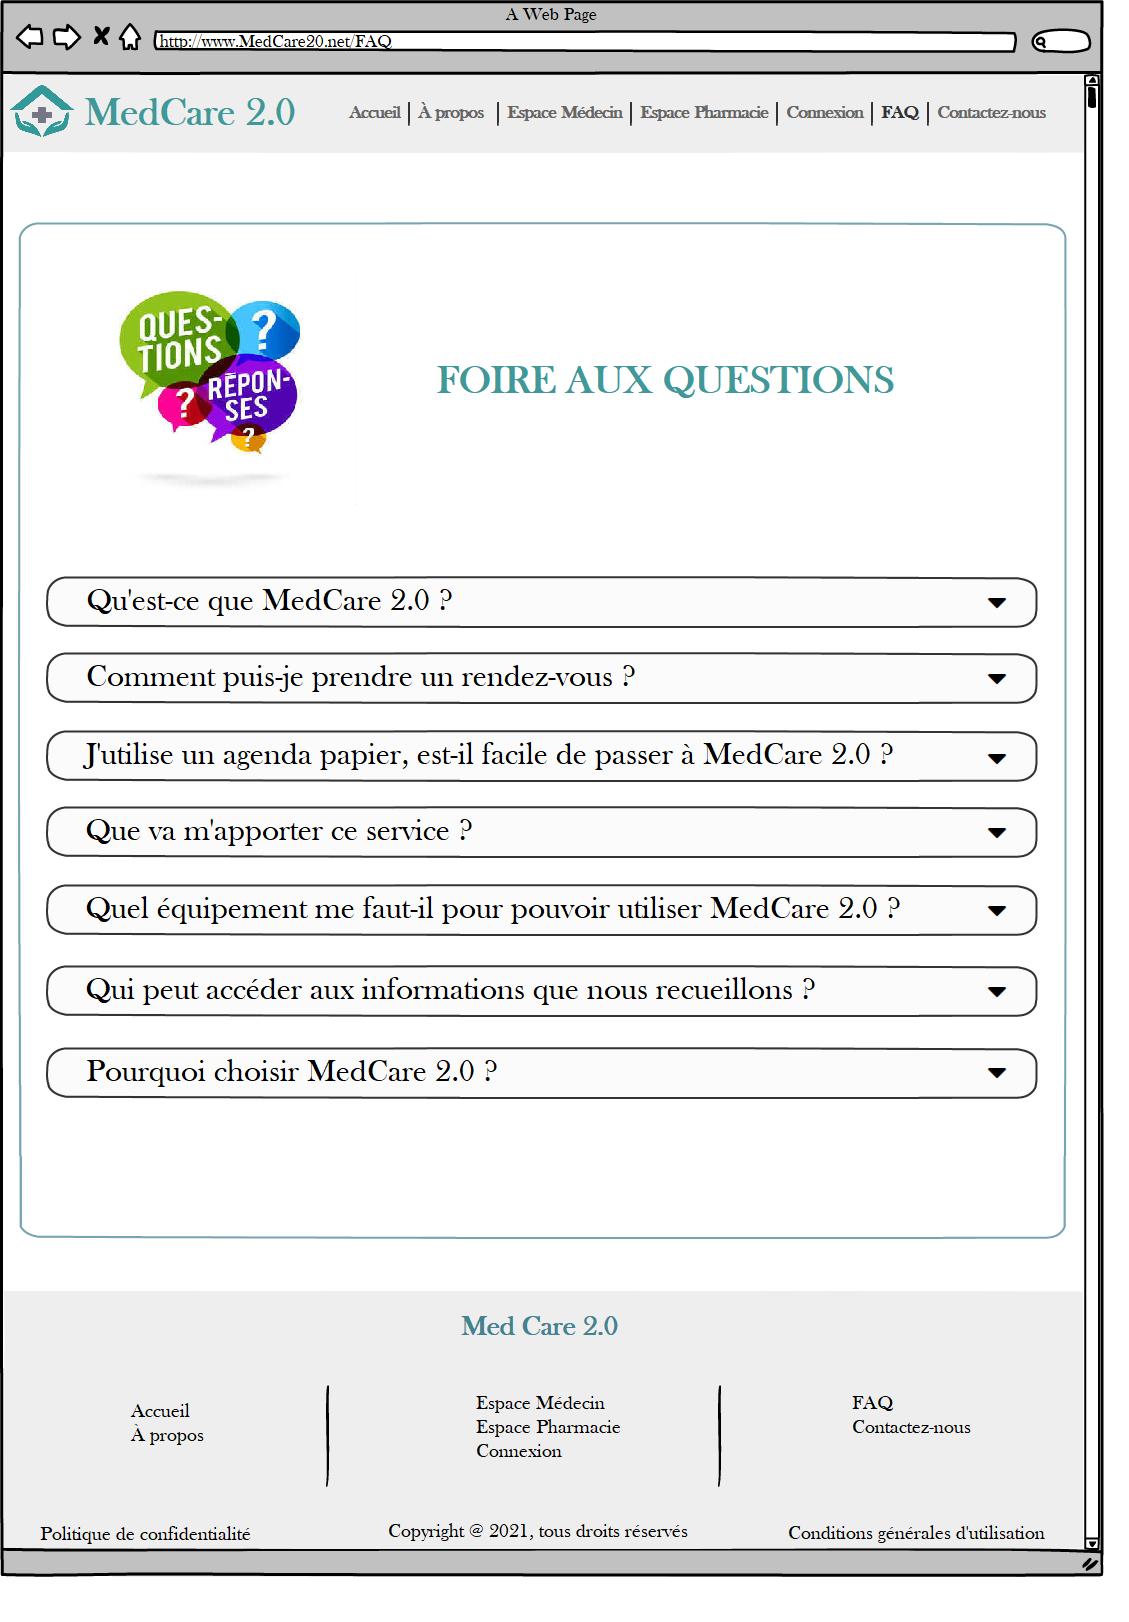 A Web Page
http://www.MedCare20.net/FAQ
MedCare 2.0
Accueil | À propos | Espace Médecin | Espace Pharmacie | Connexion | FAQ | Contactez-nous
QUES-
TIONS
?
RÉPON-
SES
?
?
FOIRE AUX QUESTIONS
Qu'est-ce que MedCare 2.0 ?
Comment puis-je prendre un rendez-vous ?
J'utilise un agenda papier, est-il facile de passer à MedCare 2.0 ?
Que va m'apporter ce service ?
Quel équipement me faut-il pour pouvoir utiliser MedCare 2.0 ?
Qui peut accéder aux informations que nous recueillons ?
Pourquoi choisir MedCare 2.0 ?
Med Care 2.0
Accueil
À propos
Espace Médecin
Espace Pharmacie
Connexion
FAQ
Contactez-nous
Politique de confidentialité
Copyright @ 2021, tous droits réservés
Conditions générales d'utilisation